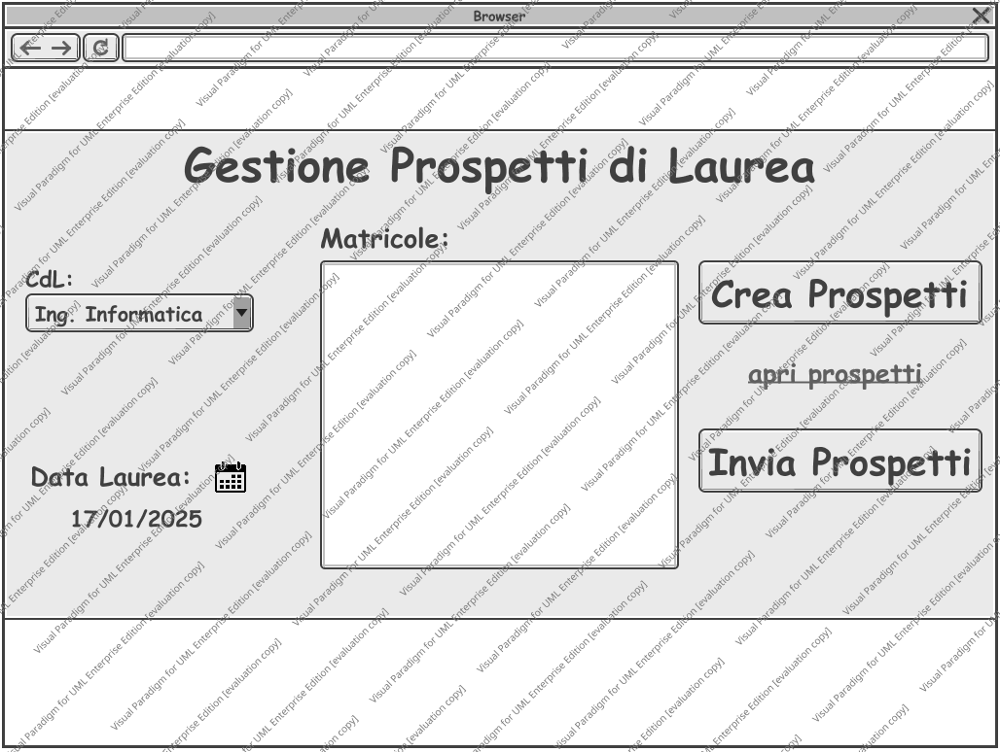 Browser
Gestione Prospetti di Laurea
Matricole:
CdL:
Ing. Informatica
Crea Prospetti
apri prospetti
Invia Prospetti
Data Laurea:
17/01/2025
Visual Paradigm for UML Enterprise Edition [evaluation copy]